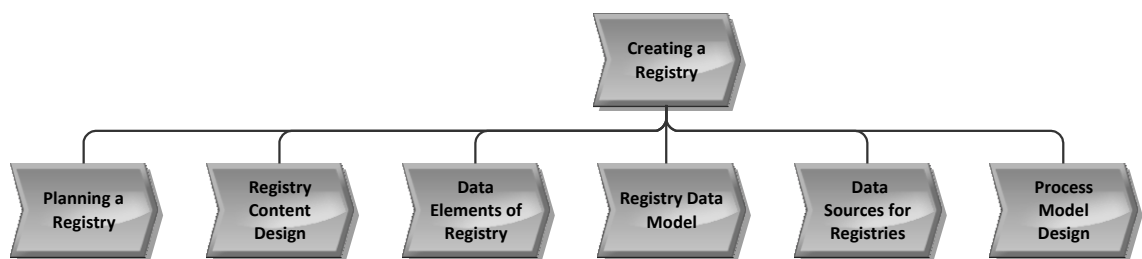 Creating a
Registry
Planning a
Registry
Registry
Content
Design
Data
Elements of
Registry
Registry Data
Model
Data
Sources for
Registries
Process
Model
Design